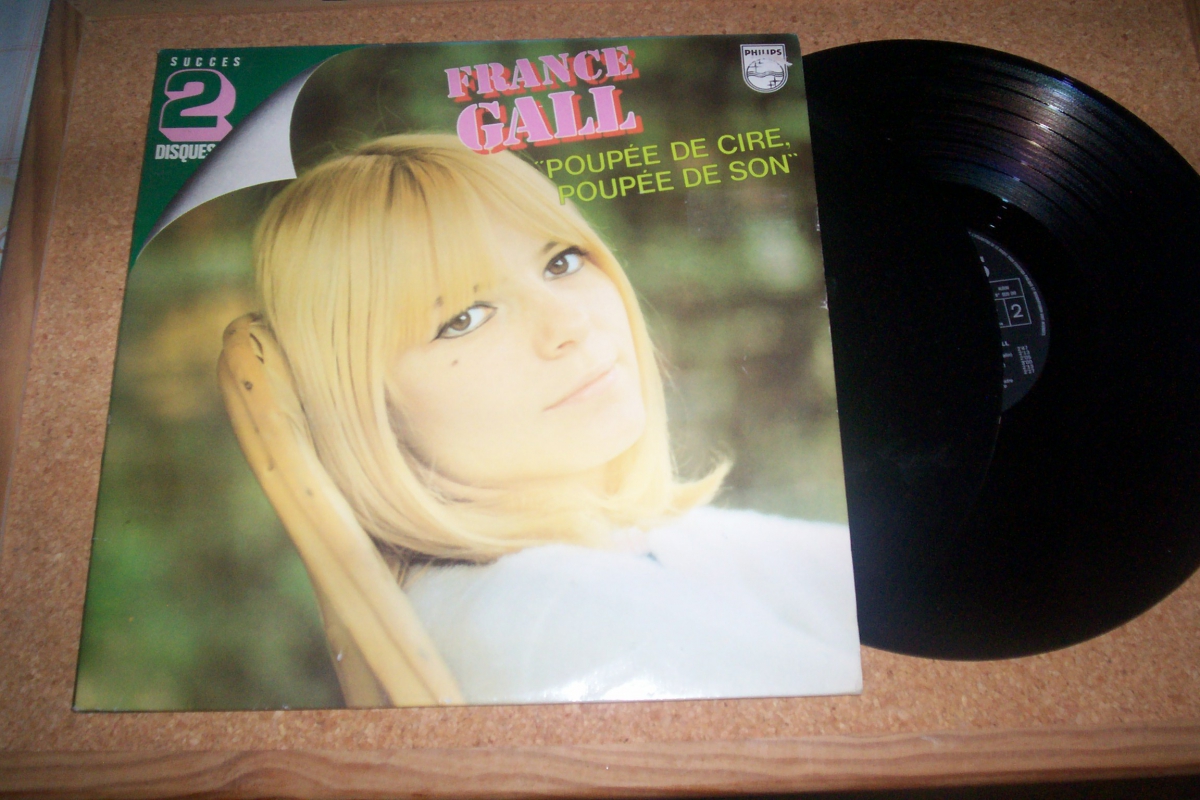 SUCCES
2
DISQUES
FRANCE
GALL
PHILIPS
"POUPÉE DE CIRE,
POUPÉE DE SON"
2